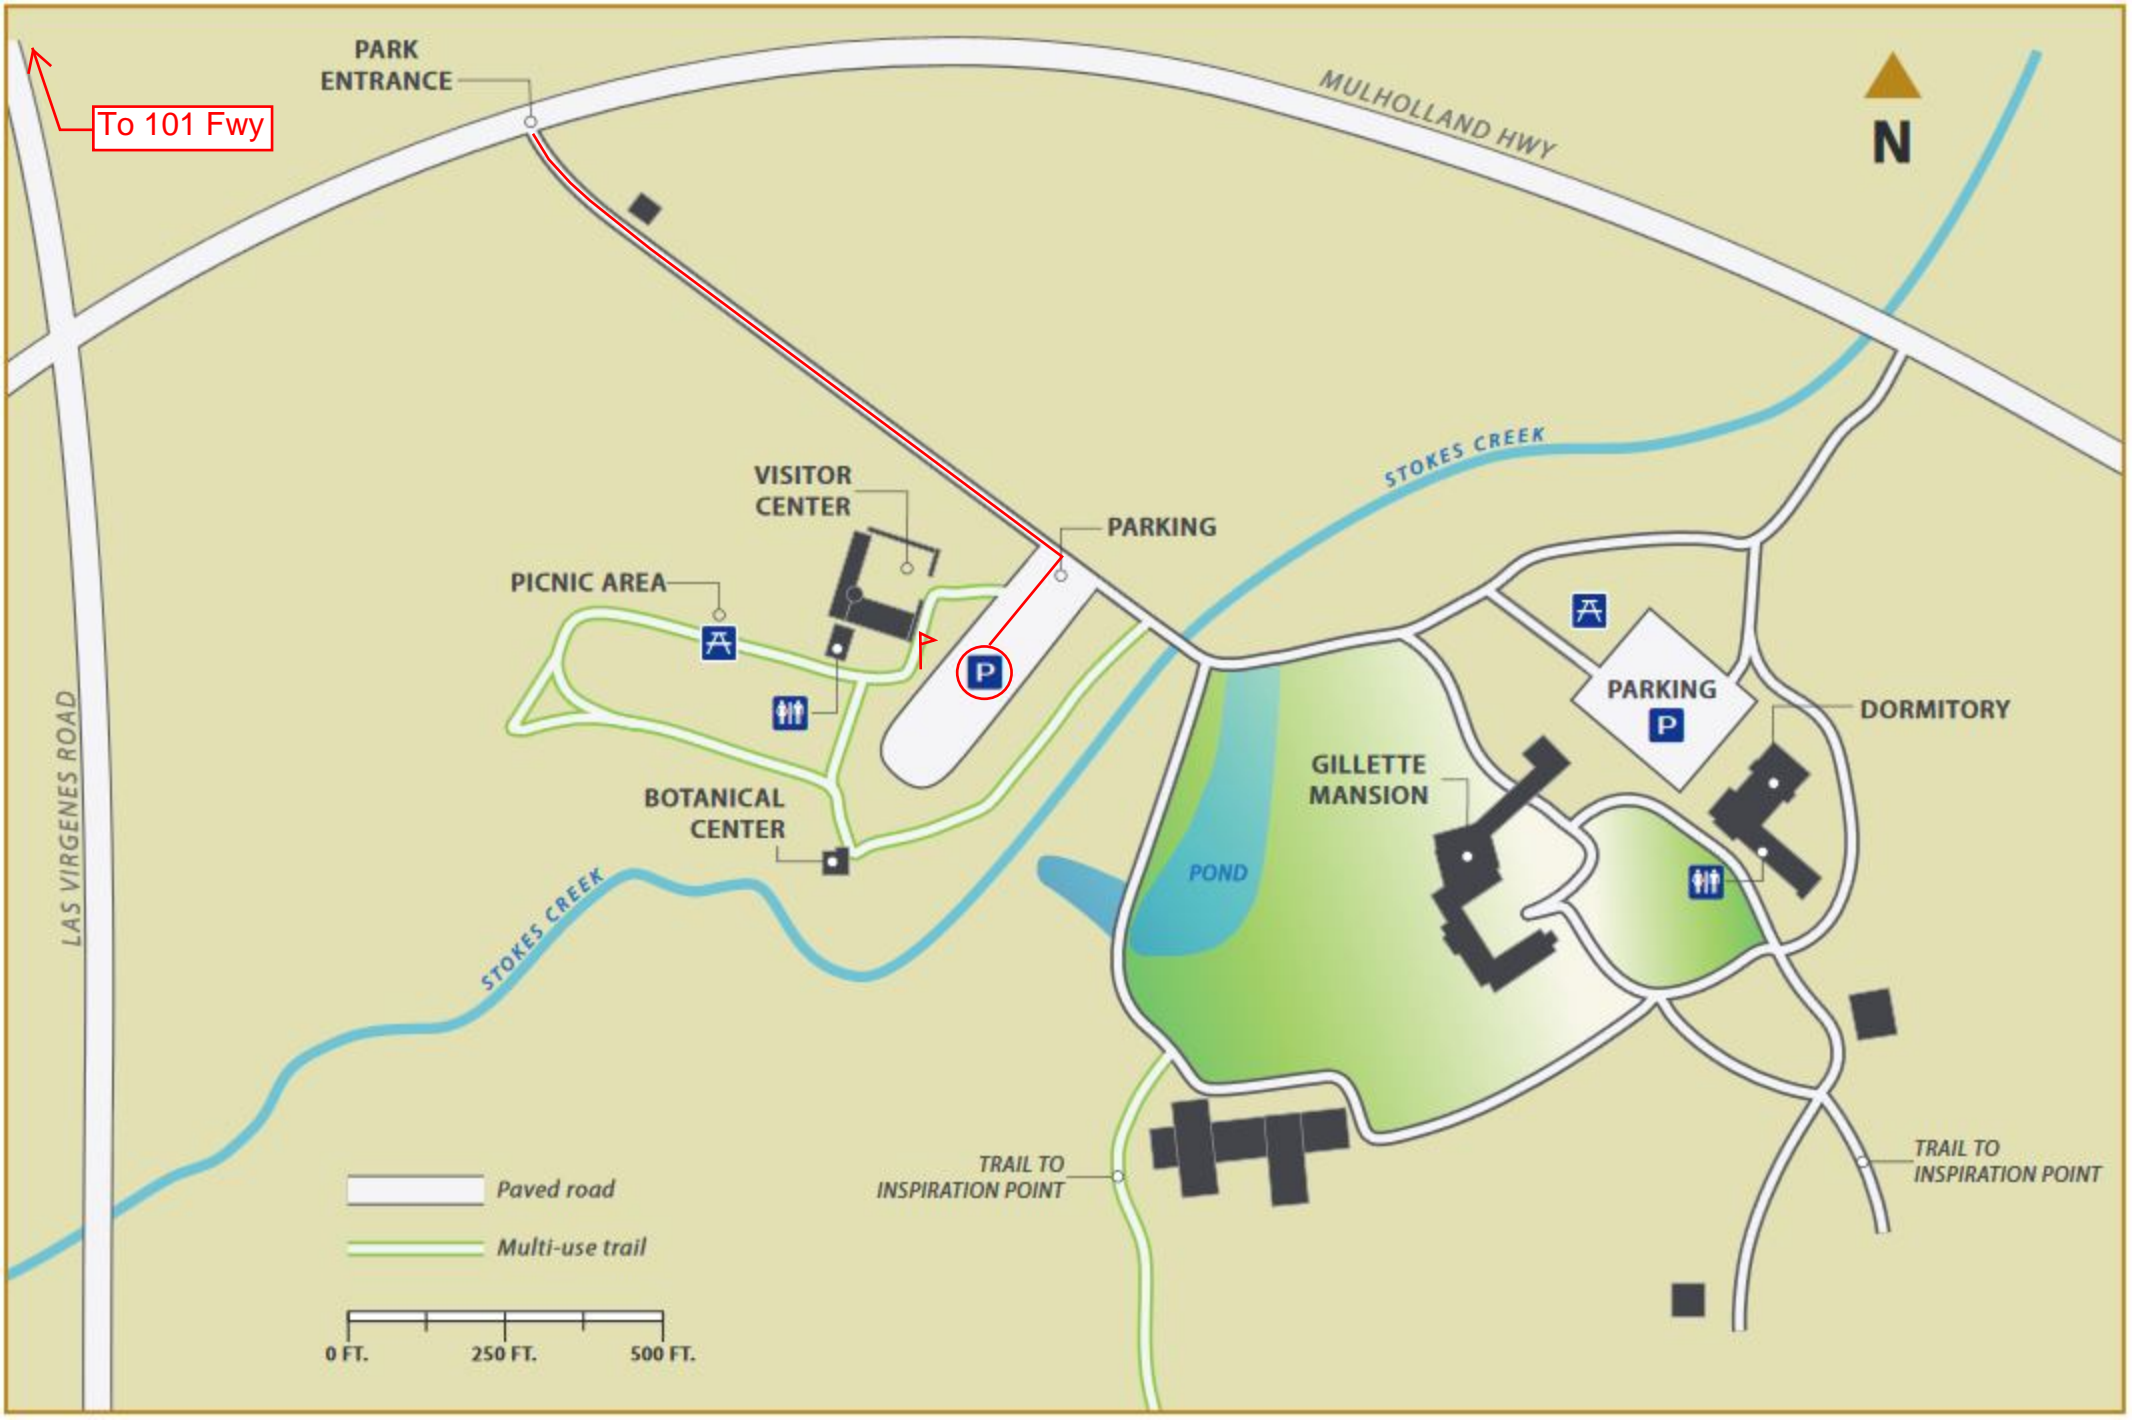 PARK
ENTRANCE
To 101 Fwy
MULHOLLAND HWY
N
STOKES CREEK
VISITOR
CENTER
PARKING
PICNIC AREA
P
PARKING
P
DORMITORY
LAS VIRGENES ROAD
GILLETTE
MANSION
BOTANICAL
CENTER
POND
STOKES CREEK
TRAIL TO
INSPIRATION POINT
TRAIL TO
INSPIRATION POINT
Paved road
Multi-use trail
0 FT.
250 FT.
500 FT.